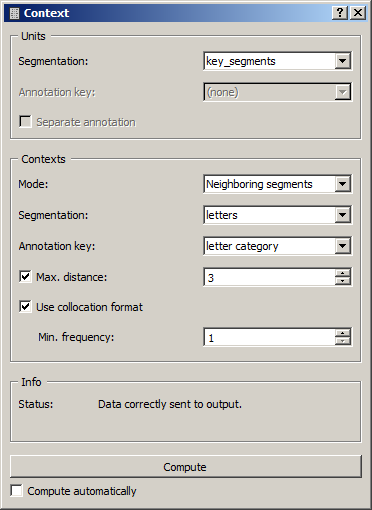 Context
Units
Segmentation: key_segments
Annotation key: (none)
Separate annotation
Contexts
Mode: Neighboring segments
Segmentation: letters
Annotation key: letter category
Max. distance: 3
Use collocation format
Min. frequency: 1
Info
Status: Data correctly sent to output.
Compute
Compute automatically